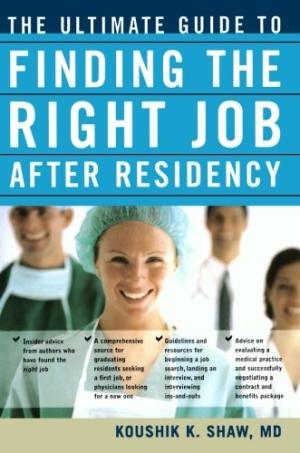 THE ULTIMATE GUIDE TO
FINDING THE
RIGHT JOB
AFTER RESIDENCY
✓ Insider advice
from authors who
have found the
right job
✓ A comprehensive
source for
graduating
residents seeking
a first job, or
physicians looking
for a new one
✓ Guidelines and
resources for
beginning a job
search, landing an
interview, and
interviewing
ins-and-outs
✓ Advice on
evaluating a
medical practice
and successfully
negotiating a
contract and
benefits package
KOUSHIK K. SHAW, MD